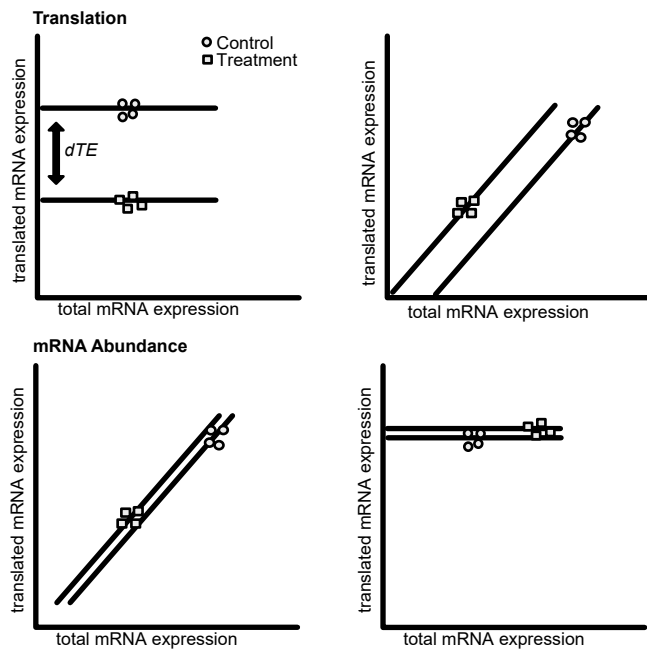 Translation
Control
Treatment
dTE
translated mRNA expression
total mRNA expression
translated mRNA expression
total mRNA expression
mRNA Abundance
translated mRNA expression
total mRNA expression
translated mRNA expression
total mRNA expression